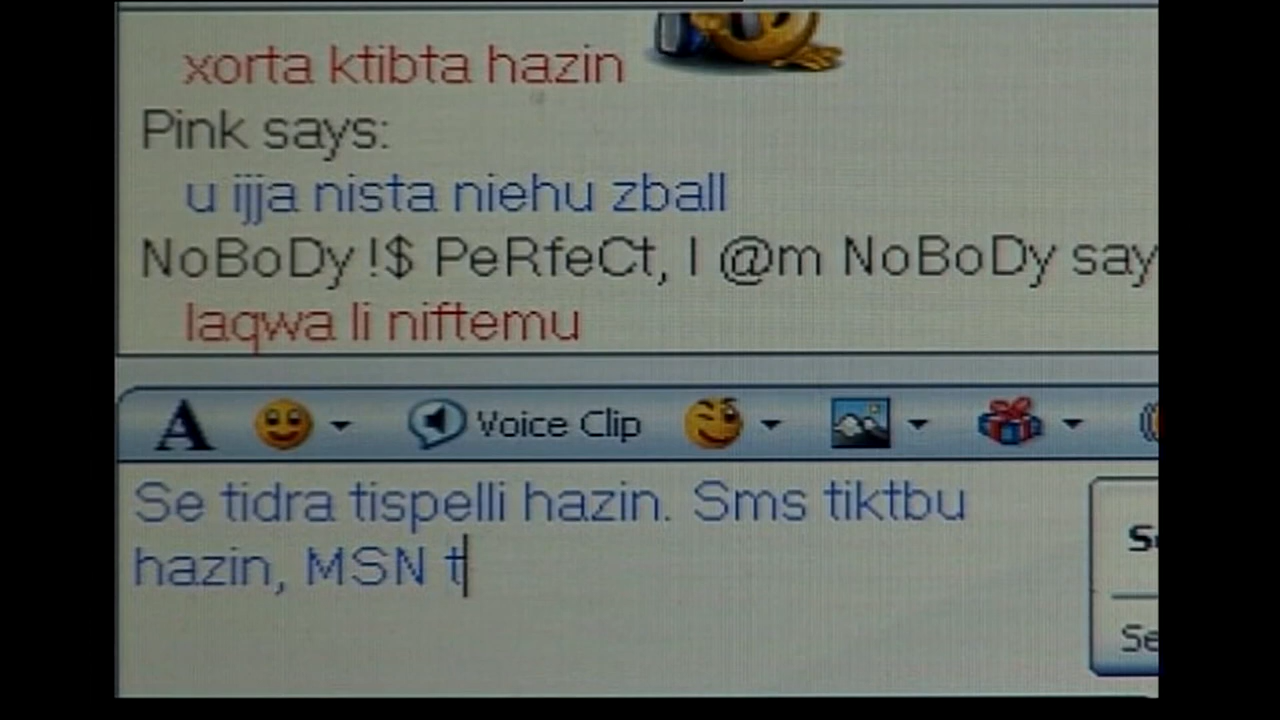 xorta ktibta hazin
Pink says:
u ijja nista niehu zball
NoBoDy !$ PeRfeCt, I @m NoBoDy say
laqwa li niftemu
A
Voice Clip
Se tidra tispelli hazin. Sms tiktbu
hazin, MSN t
Se